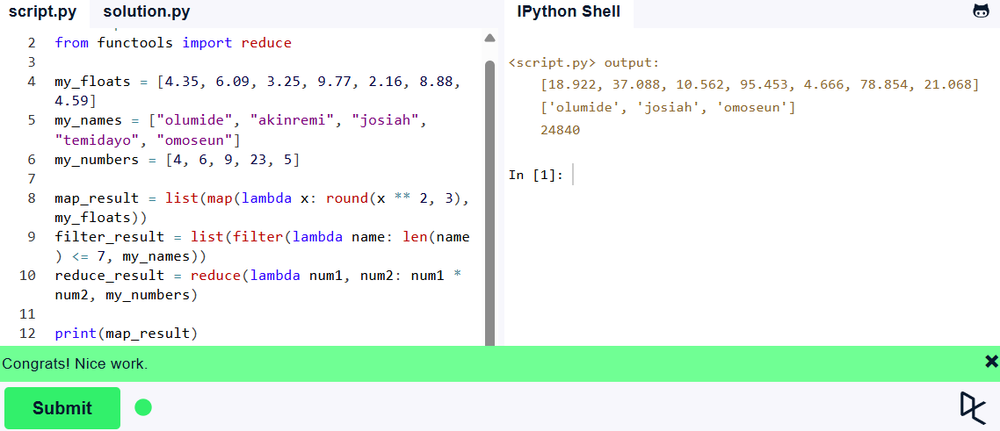 script.py solution.py
2 from functools import reduce
3
4 my_floats = [4.35, 6.09, 3.25, 9.77, 2.16, 8.88,
4.59]
5 my_names = ["olumide", "akinremi", "josiah",
"temidayo", "omoseun"]
6 my_numbers = [4, 6, 9, 23, 5]
7
8 map_result = list(map(lambda x: round(x ** 2, 3),
my_floats))
9 filter_result = list(filter(lambda name: len(name
) <= 7, my_names))
10 reduce_result = reduce(lambda num1, num2: num1 *
num2, my_numbers)
11
12 print(map_result)
IPython Shell
<script.py> output:
[18.922, 37.088, 10.562, 95.453, 4.666, 78.854, 21.068]
['olumide', 'josiah', 'omoseun']
24840
In [1]:
Congrats! Nice work.
Submit